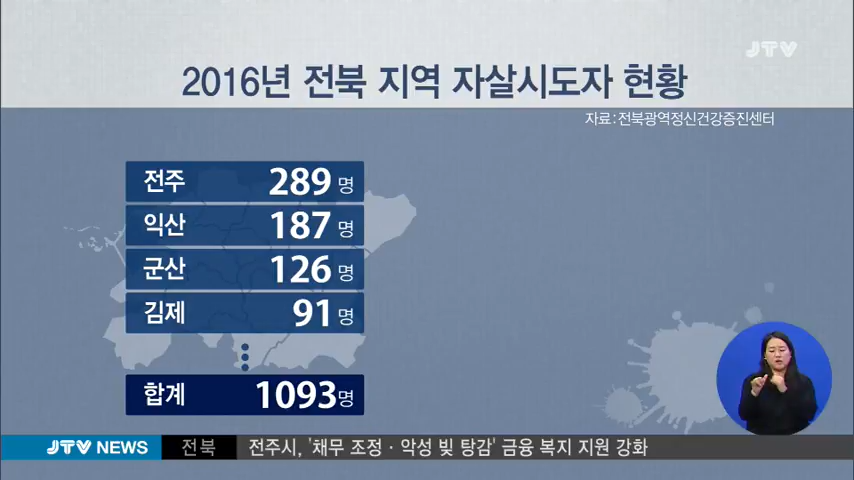 JTV
2016년 전북 지역 자살시도자 현황
자료 : 전북광역정신건강증진센터
전주 289 명
익산 187 명
군산 126 명
김제 91 명
합계 1093명
JTV NEWS 전북 전주시, '채무 조정 · 악성 빚 탕감' 금융 복지 지원 강화